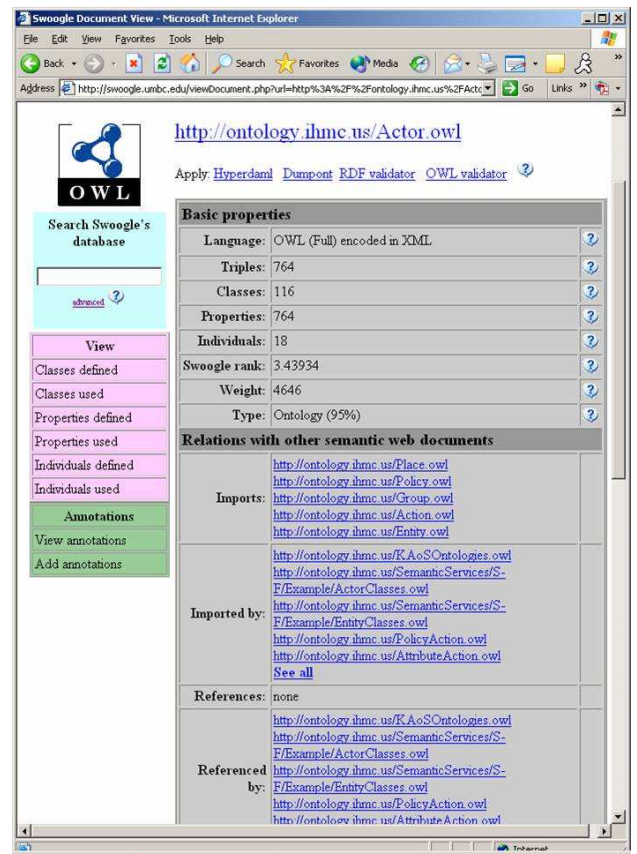 Swoogle Document View - Microsoft Internet Explorer
File Edit View Favorites Tools Help
Back Search Favorites Media
Address http://swoogle.umbc.edu/viewDocument.php?url=http%3A%2F%2Fontology.ihmc.us%2FActo Go Links
http://ontology.ihmc.us/Actor.owl
Apply: Hyperdaml Dumpont RDF validator OWL validator ?
OWL
Search Swoogle's
database
advanced ?
View
Classes defined
Classes used
Properties defined
Properties used
Individuals defined
Individuals used
Annotations
View annotations
Add annotations
Basic properties
Language: OWL (Full) encoded in XML ?
Triples: 764 ?
Classes: 116 ?
Properties: 764 ?
Individuals: 18 ?
Swoogle rank: 3.43934 ?
Weight: 4646 ?
Type: Ontology (95%) ?
Relations with other semantic web documents
Imports:
http://ontology.ihmc.us/Place.owl
http://ontology.ihmc.us/Policy.owl
http://ontology.ihmc.us/Group.owl
http://ontology.ihmc.us/Action.owl
http://ontology.ihmc.us/Entity.owl
Imported by:
http://ontology.ihmc.us/KAoSOntologies.owl
http://ontology.ihmc.us/SemanticServices/S-
F/Example/ActorClasses.owl
http://ontology.ihmc.us/SemanticServices/S-
F/Example/EntityClasses.owl
http://ontology.ihmc.us/PolicyAction.owl
http://ontology.ihmc.us/AttributeAction.owl
See all
References: none
Referenced
by:
http://ontology.ihmc.us/KAoSOntologies.owl
http://ontology.ihmc.us/SemanticServices/S-
F/Example/ActorClasses.owl
http://ontology.ihmc.us/SemanticServices/S-
F/Example/EntityClasses.owl
http://ontology.ihmc.us/PolicyAction.owl
http://ontology.ihmc.us/AttributeAction.owl
Internet